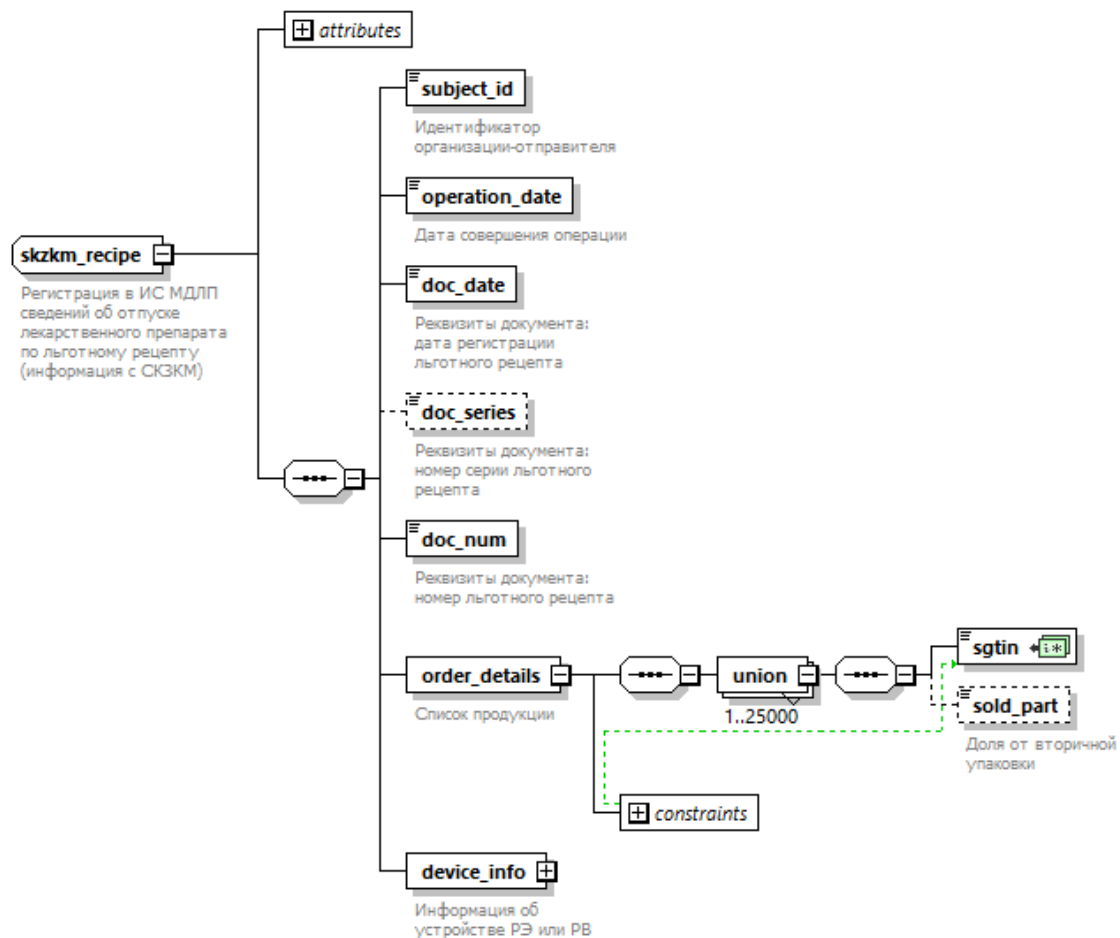 attributes
subject_id
Идентификатор
организации-отправителя
operation_date
Дата совершения операции
skzkm_recipe
Регистрация в ИС МДЛП
сведений об отпуске
лекарственного препарата
по льготному рецепту
(информация с СКЗКМ)
doc_date
Реквизиты документа:
дата регистрации
льготного рецепта
doc_series
Реквизиты документа:
номер серии льготного
рецепта
doc_num
Реквизиты документа:
номер льготного рецепта
order_details
Список продукции
union
1..25000
sgtin
i*
sold_part
Доля от вторичной
упаковки
constraints
device_info
Информация об
устройстве РЭ или РВ